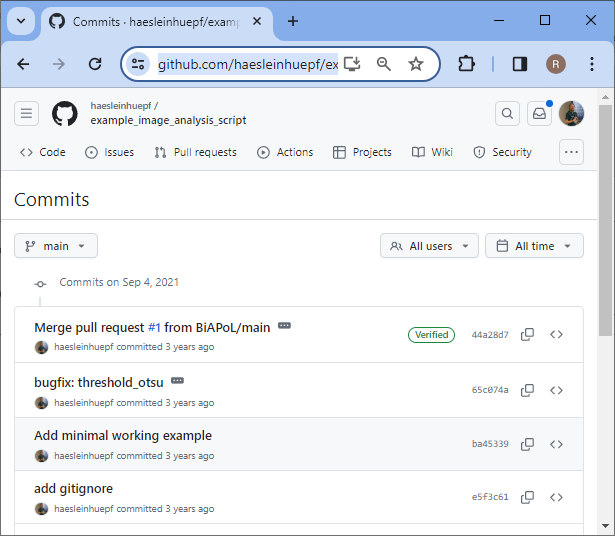 Commits · haesleinhuepf/exam
github.com/haesleinhuepf/ex
R
haesleinhuepf /
example_image_analysis_script
Code Issues Pull requests Actions Projects Wiki Security
Commits
main All users All time
Commits on Sep 4, 2021
Merge pull request #1 from BiAPoL/main Verified 44a28d7
haesleinhuepf committed 3 years ago
bugfix: threshold_otsu 65c074a
haesleinhuepf committed 3 years ago
Add minimal working example ba45339
haesleinhuepf committed 3 years ago
add gitignore e5f3c61
haesleinhuepf committed 3 years ago